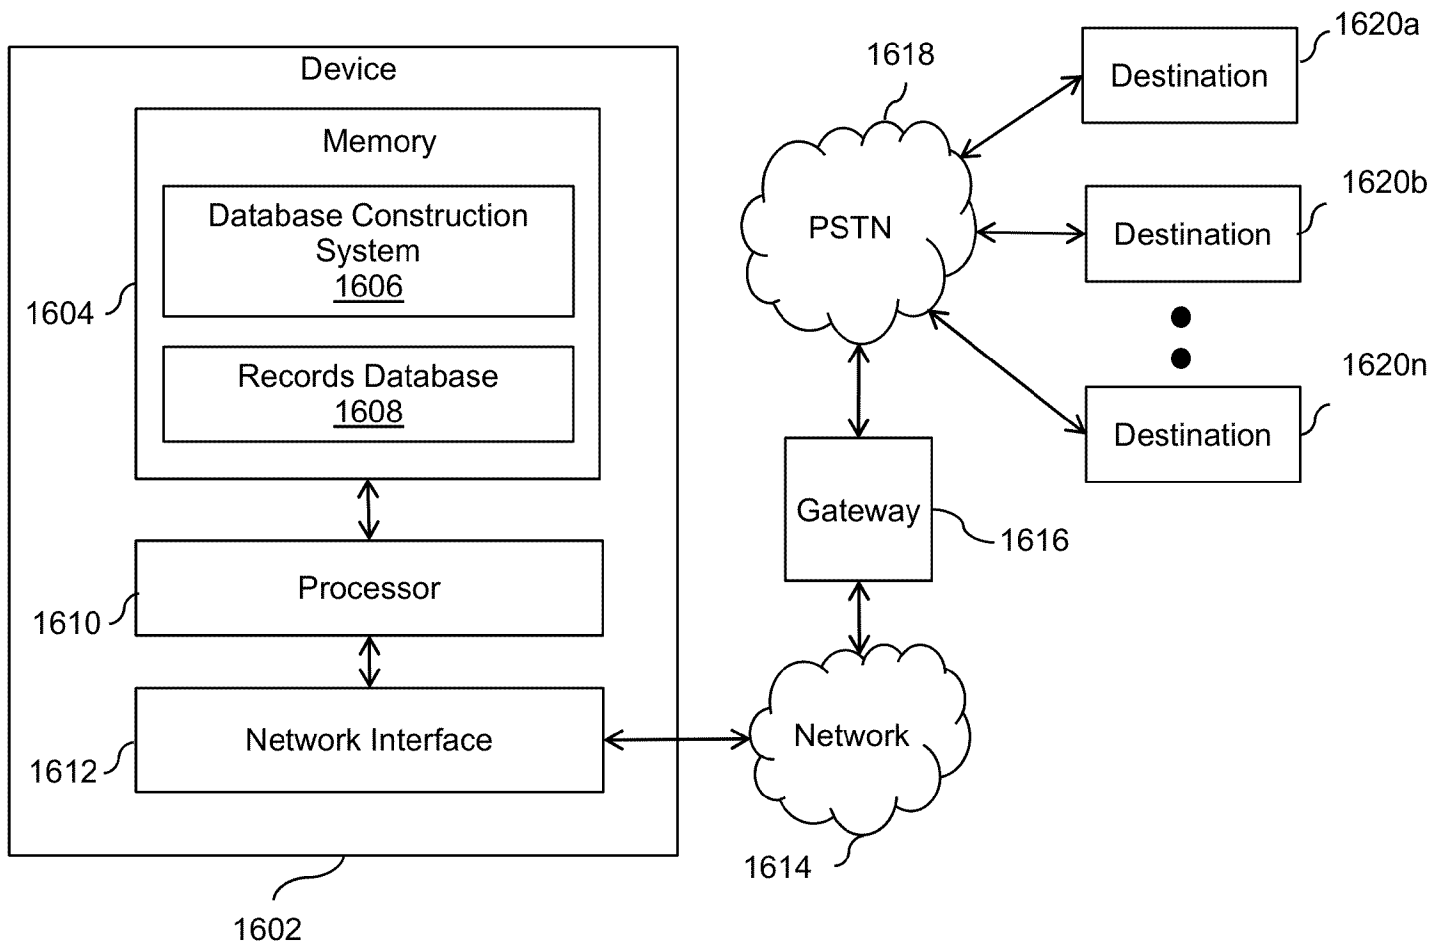 Device
Memory
Database Construction
System
1606
Records Database
1608
1604
Processor
1610
Network Interface
1612
1602
1618
PSTN
Gateway
1616
Network
1614
1620a
Destination
1620b
Destination
1620n
Destination